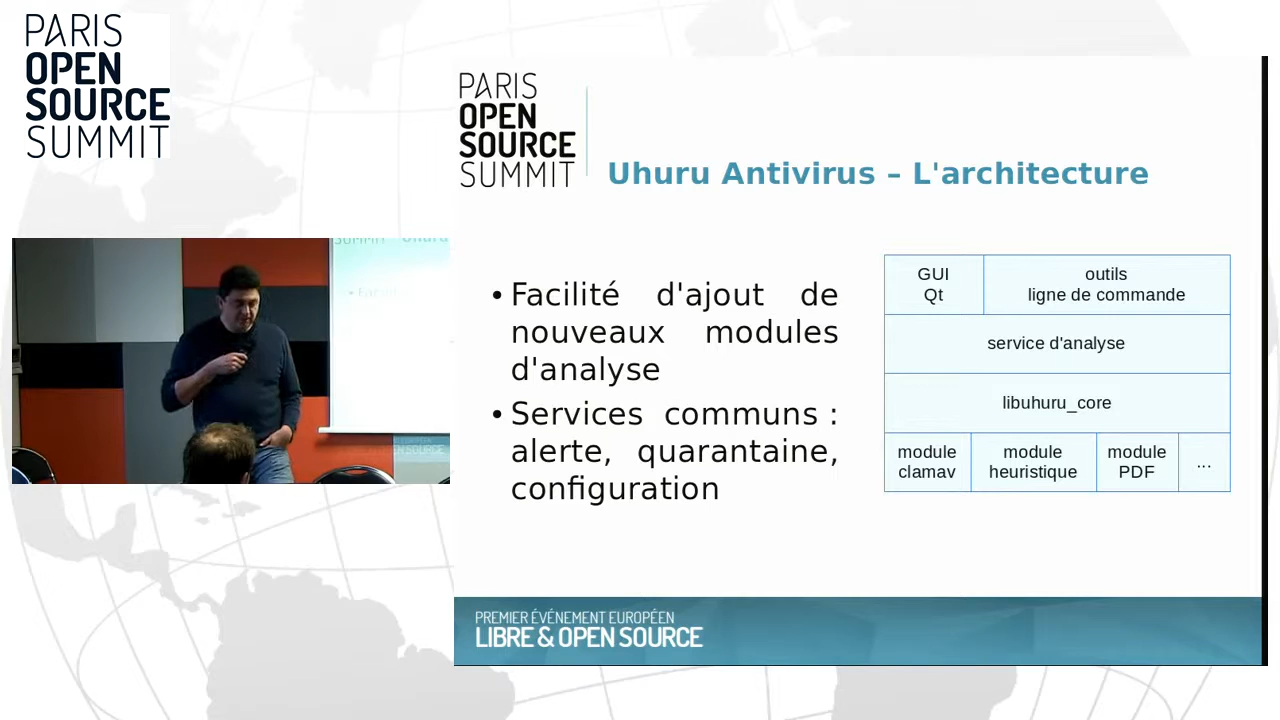 PARIS
OPEN
SOURCE
SUMMIT
PARIS
OPEN
SOURCE
SUMMIT
Uhuru Antivirus – L'architecture
• Facilité d'ajout de
nouveaux modules
d'analyse
• Services communs :
alerte, quarantaine,
configuration
GUI
Qt
outils
ligne de commande
service d'analyse
libuhuru_core
module
clamav
module
heuristique
module
PDF
...
PREMIER ÉVÉNEMENT EUROPÉEN
LIBRE & OPEN SOURCE
SUMMIT